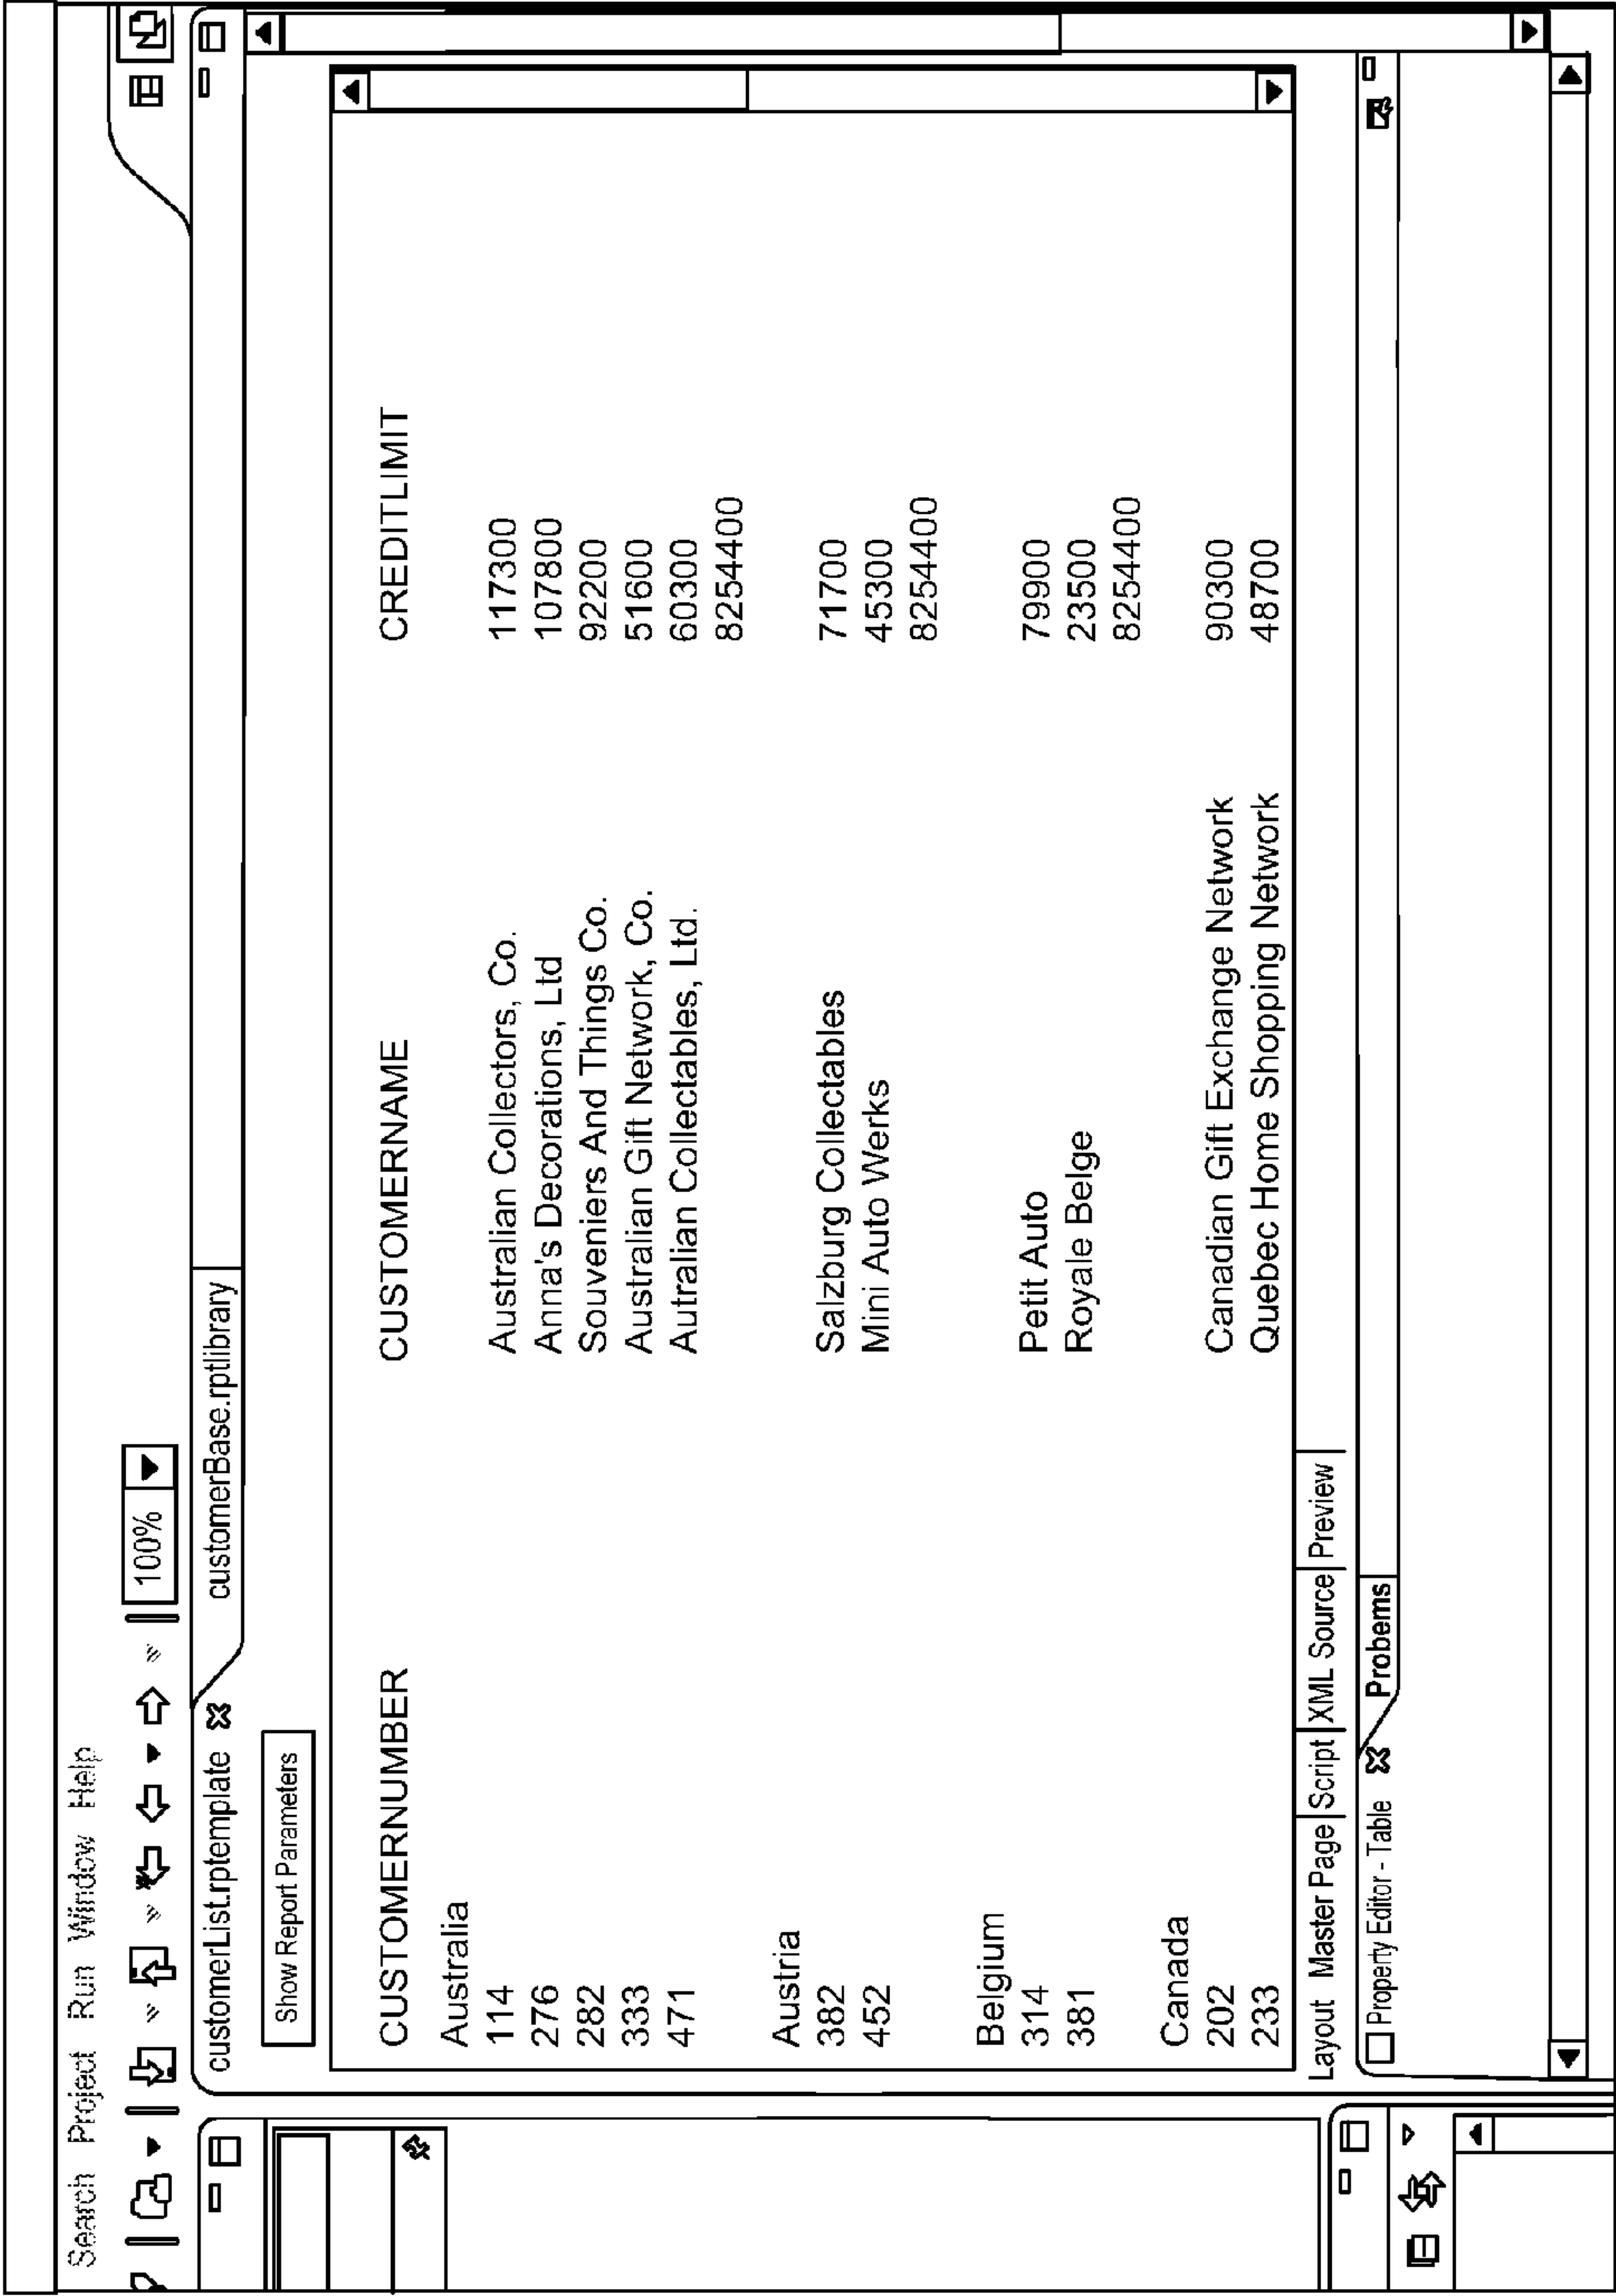 Search Project Run Window Help
100%
customerList.rptemplate customerBase.rptlibrary
Show Report Parameters
CUSTOMERNUMBER CUSTOMERNAME CREDITLIMIT
Australia
114 Australian Collectors, Co. 117300
276 Anna's Decorations, Ltd 107800
282 Souveniers And Things Co. 92200
333 Australian Gift Network, Co. 51600
471 Autralian Collectables, Ltd. 60300
8254400
Austria
382 Salzburg Collectables 71700
452 Mini Auto Werks 45300
8254400
Belgium
314 Petit Auto 79900
381 Royale Belge 23500
8254400
Canada
202 Canadian Gift Exchange Network 90300
233 Quebec Home Shopping Network 48700
Layout Master Page Script XML Source Preview
Property Editor - Table Probems